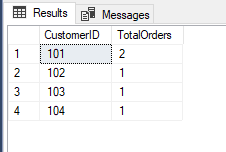 Results Messages
CustomerID TotalOrders
1 101 2
2 102 1
3 103 1
4 104 1